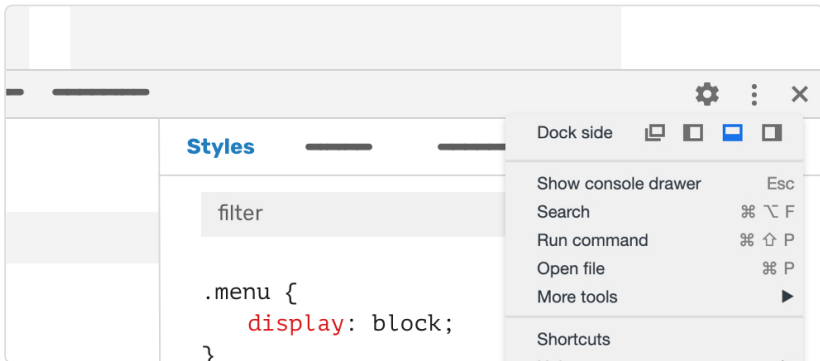 Dock side
Styles
Show console drawer Esc
filter
Search ⌘ ⌥ F
Run command ⌘ ⇧ P
Open file ⌘ P
.menu {
More tools ▶
display: block;
Shortcuts
}